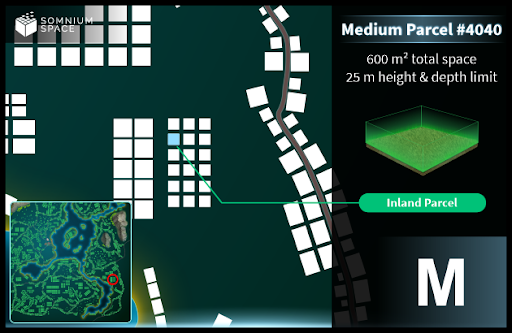 SOMNIUM
SPACE
Medium Parcel #4040
600 m² total space
25 m height & depth limit
Inland Parcel
M